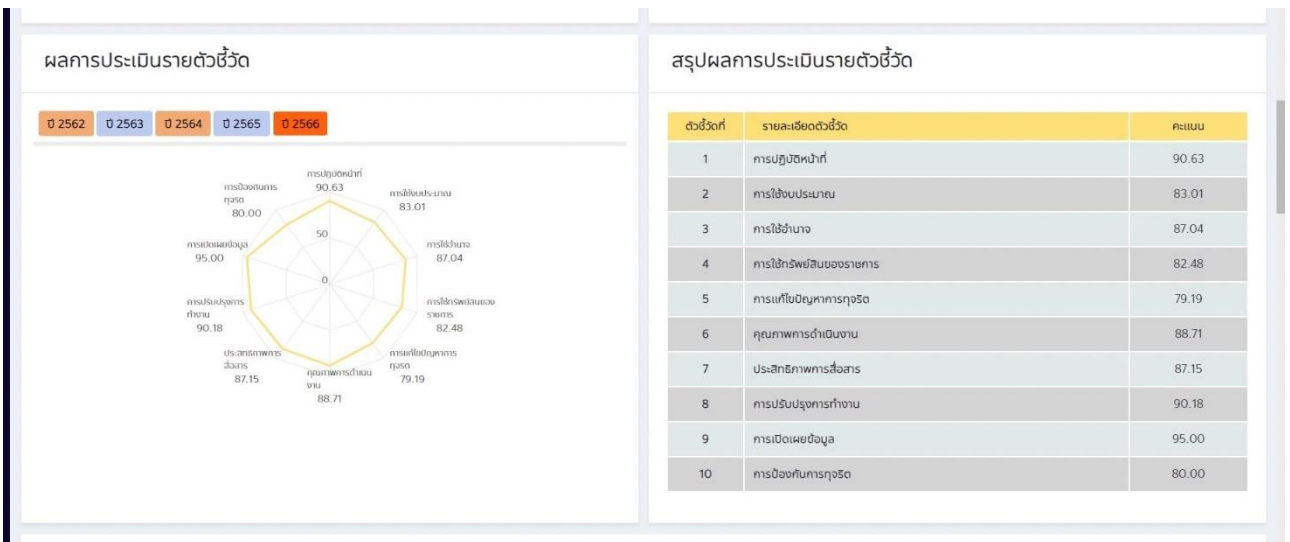 ผลการประเมินรายตัวชี้วัด
ปี 2562 ปี 2563 ปี 2564 ปี 2565 ปี 2566
การปฏิบัติหน้าที่
90.63
การใช้งบประมาณ
83.01
การใช้อำนาจ
87.04
การใช้ทรัพย์สินของ
ราชการ
82.48
การแก้ไขปัญหาการ
ทุจริต
79.19
คุณภาพการดำเนิน
งาน
88.71
ประสิทธิภาพการ
สื่อสาร
87.15
การปรับปรุงการ
ทำงาน
90.18
การเปิดเผยข้อมูล
95.00
การป้องกันการ
ทุจริต
80.00
50
0
สรุปผลการประเมินรายตัวชี้วัด
ตัวชี้วัดที่ รายละเอียดตัวชี้วัด คะแนน
1 การปฏิบัติหน้าที่ 90.63
2 การใช้งบประมาณ 83.01
3 การใช้อำนาจ 87.04
4 การใช้ทรัพย์สินของราชการ 82.48
5 การแก้ไขปัญหาการทุจริต 79.19
6 คุณภาพการดำเนินงาน 88.71
7 ประสิทธิภาพการสื่อสาร 87.15
8 การปรับปรุงการทำงาน 90.18
9 การเปิดเผยข้อมูล 95.00
10 การป้องกันการทุจริต 80.00